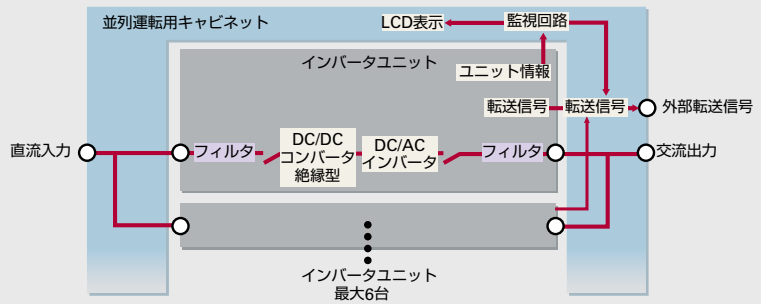 並列運転用キャビネット
LCD表示
監視回路
インバータユニット
ユニット情報
転送信号
転送信号
外部転送信号
直流入力
フィルタ
DC/DC
コンバータ
絶縁型
DC/AC
インバータ
フィルタ
交流出力
インバータユニット
最大6台